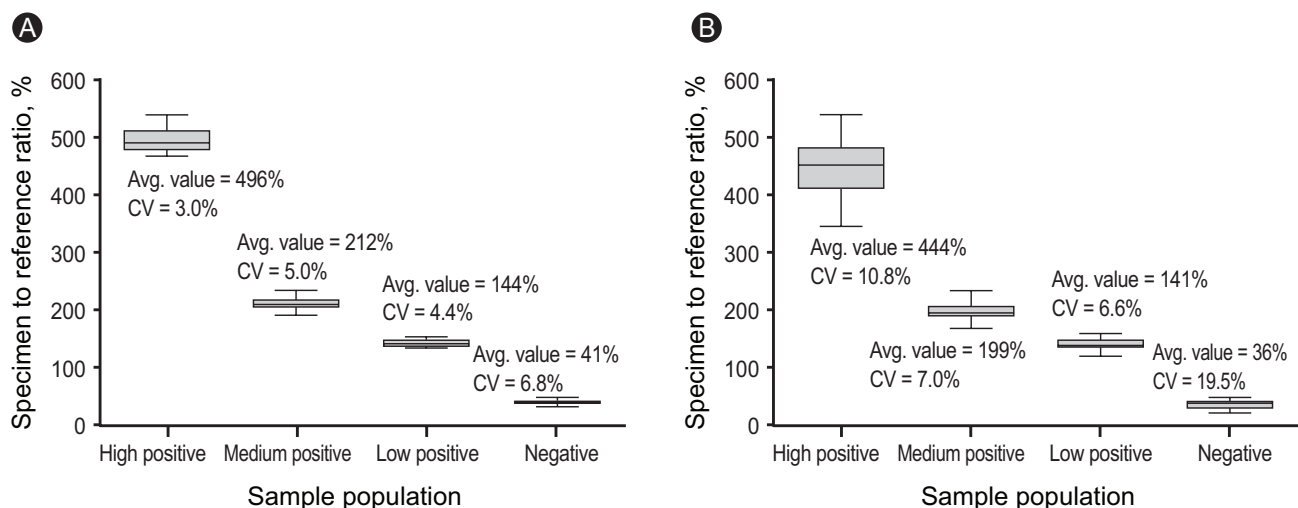 A
Specimen to reference ratio, %
600
500
400
300
200
100
0
Avg. value = 496%
CV = 3.0%
Avg. value = 212%
CV = 5.0%
Avg. value = 144%
CV = 4.4%
Avg. value = 41%
CV = 6.8%
High positive
Medium positive
Low positive
Negative
Sample population
B
Specimen to reference ratio, %
600
500
400
300
200
100
0
Avg. value = 444%
CV = 10.8%
Avg. value = 199%
CV = 7.0%
Avg. value = 141%
CV = 6.6%
Avg. value = 36%
CV = 19.5%
High positive
Medium positive
Low positive
Negative
Sample population